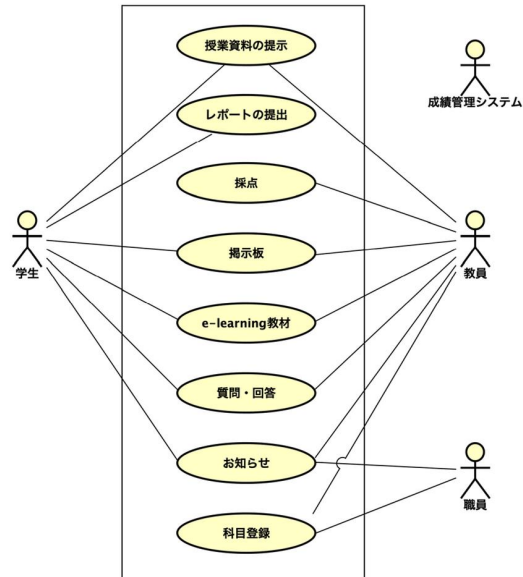 授業資料の提示
レポートの提出
採点
掲示板
e-learning教材
質問・回答
お知らせ
科目登録
学生
成績管理システム
教員
職員